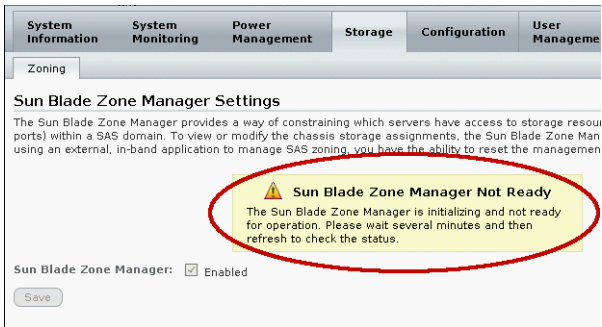 System Information
System Monitoring
Power Management
Storage
Configuration
User
Zoning
Sun Blade Zone Manager Settings
The Sun Blade Zone Manager provides a way of constraining which servers have access to storage
ports) within a SAS domain. To view or modify the chassis storage assignments, the Sun Blade Zone
using an external, in-band application to manage SAS zoning, you have the ability to reset the
Sun Blade Zone Manager Not Ready
The Sun Blade Zone Manager is initializing and not ready
for operation. Please wait several minutes and then
refresh to check the status.
Sun Blade Zone Manager: Enabled
Save